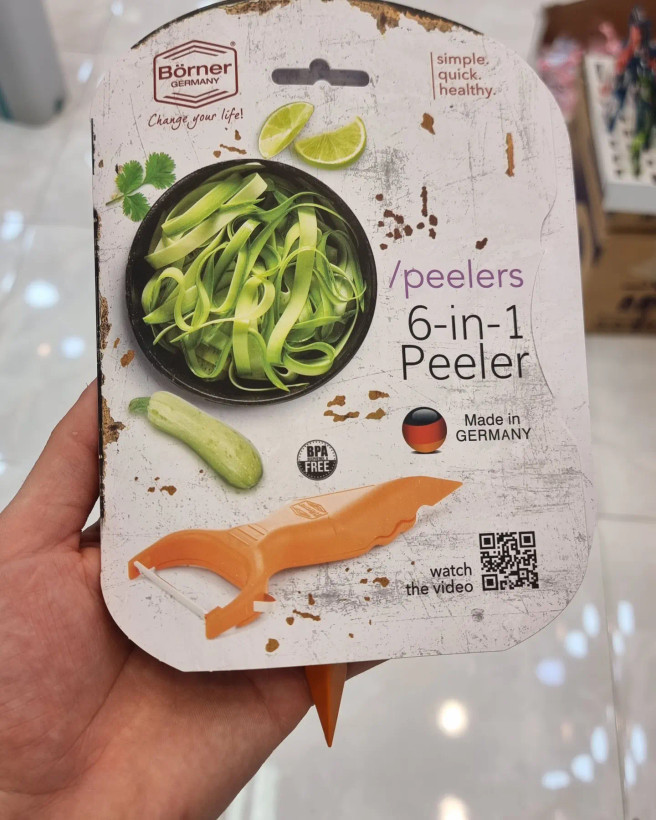 Börner
GERMANY
Change your life!
simple.
quick.
healthy.
/peelers
6-in-1
Peeler
Made in
GERMANY
BPA
FREE
watch
the video